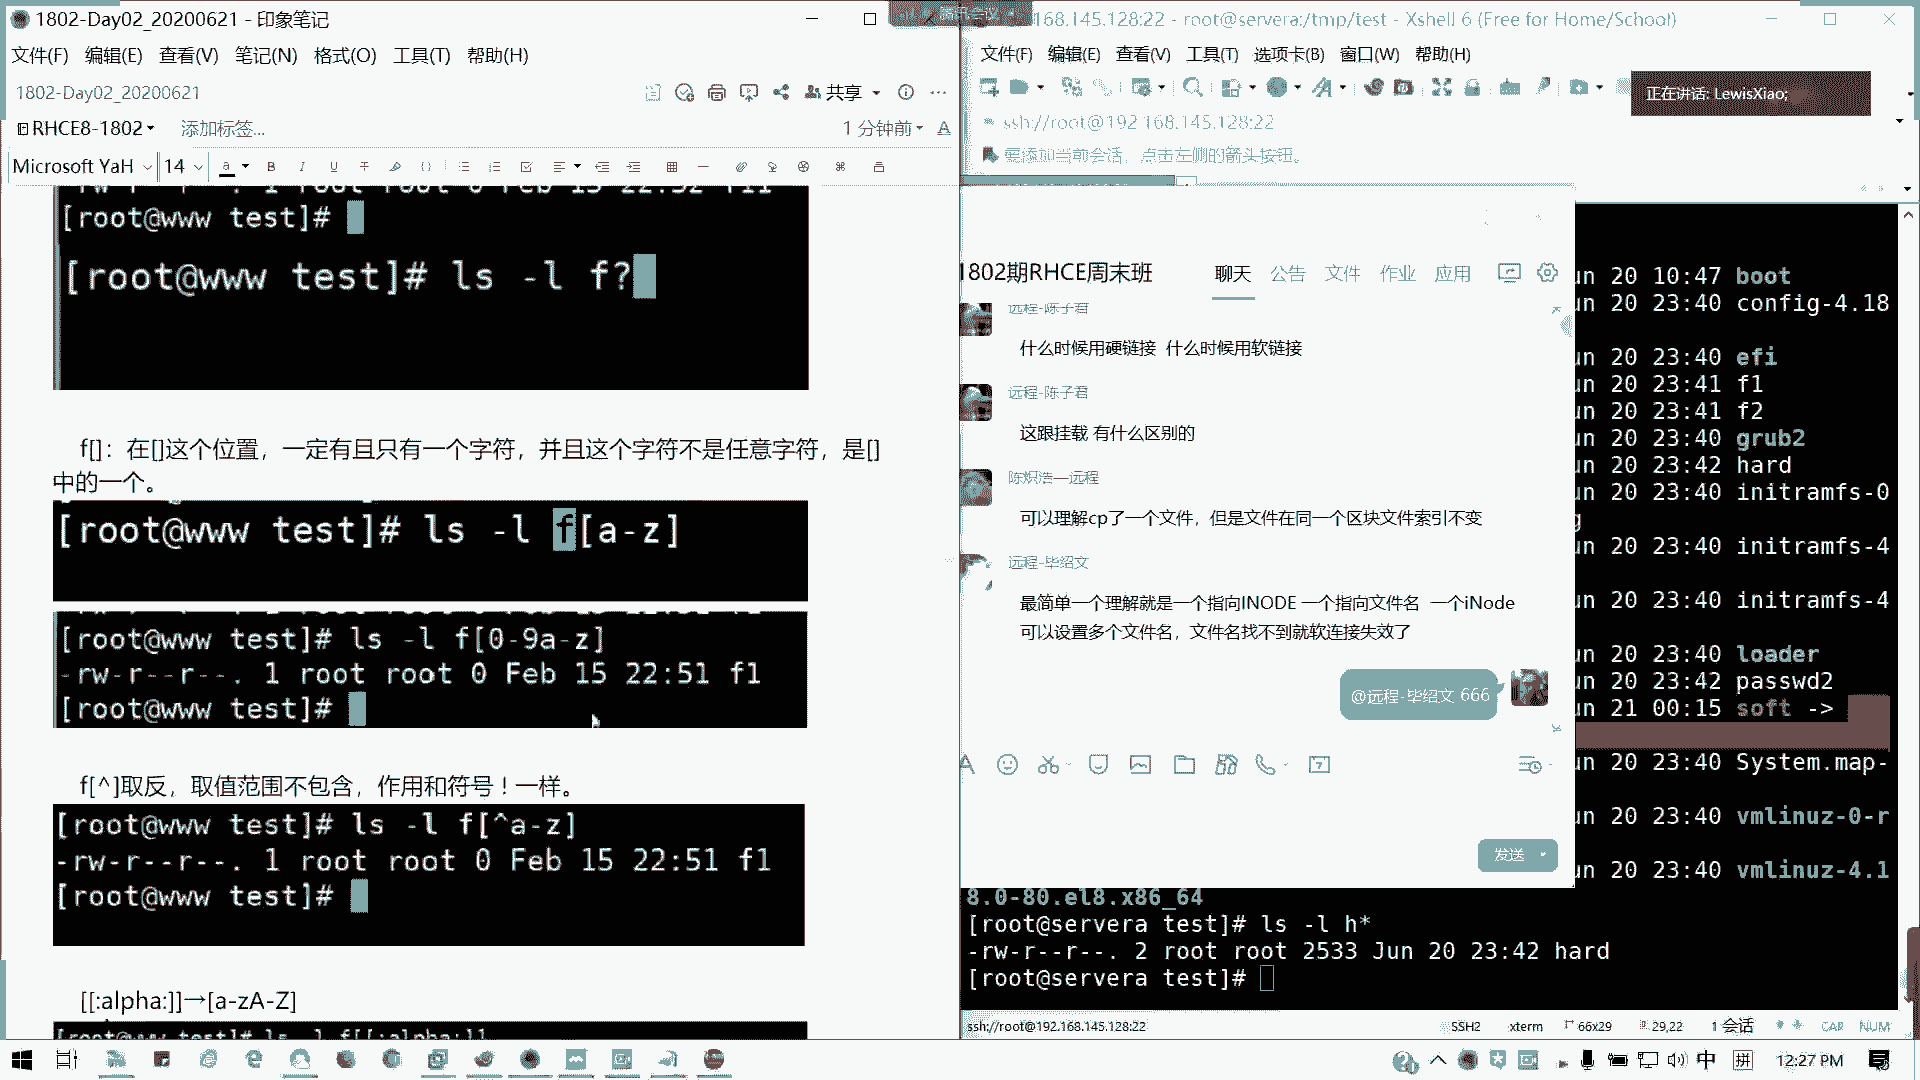 1802-Day02_20200621 - 印象笔记
文件(F) 编辑(E) 查看(V) 笔记(N) 格式(O) 工具(T) 帮助(H)
1802-Day02_20200621
共享
RHCE8-1802 添加标签...
1 分钟前
Microsoft YaH 14
[root@www test]#
[root@www test]# ls -l f?
f[]：在[]这个位置，一定有且只有一个字符，并且这个字符不是任意字符，是[]
中的一个。
[root@www test]# ls -l f[a-z]
[root@www test]# ls -l f[0-9a-z]
-rw-r--r--. 1 root root 0 Feb 15 22:51 f1
[root@www test]#
f[^]取反，取值范围不包含，作用和符号！一样。
[root@www test]# ls -l f[^a-z]
-rw-r--r--. 1 root root 0 Feb 15 22:51 f1
[root@www test]#
[[:alpha:]]→[a-zA-Z]
[root@www test]# ls -l f[[:alpha:]]
腾讯会议
168.145.128:22 - root@servera:/tmp/test - Xshell 6 (Free for Home/School)
文件(F) 编辑(E) 查看(V) 工具(T) 选项卡(B) 窗口(W) 帮助(H)
正在讲话: LewisXiao;
ssh://root@192.168.145.128:22
要添加当前会话，点击左侧的箭头按钮。
1802期RHCE周末班
聊天 公告 文件 作业 应用
远程-陈子君
什么时候用硬链接 什么时候用软链接
远程-陈子君
这跟挂载 有什么区别的
陈炽浩—远程
可以理解cp了一个文件，但是文件在同一个区块文件索引不变
远程-毕绍文
最简单一个理解就是一个指向INODE 一个指向文件名 一个iNode
可以设置多个文件名，文件名找不到就软连接失效了
@远程-毕绍文 666
发送
un 20 10:47 boot
un 20 23:40 config-4.18
un 20 23:40 efi
un 20 23:41 f1
un 20 23:41 f2
un 20 23:40 grub2
un 20 23:42 hard
un 20 23:40 initramfs-0
g
un 20 23:40 initramfs-4
un 20 23:40 initramfs-4
un 20 23:40 loader
un 20 23:42 passwd2
un 21 00:15 soft ->
un 20 23:40 System.map-
un 20 23:40 vmlinuz-0-r
un 20 23:40 vmlinuz-4.1
8.0-80.el8.x86_64
[root@servera test]# ls -l h*
-rw-r--r--. 2 root root 2533 Jun 20 23:42 hard
[root@servera test]#
ssh://root@192.168.145.128:22 SSH2 xterm 66x29 29,22 1 会话 CAP NUM
中 拼 12:27 PM